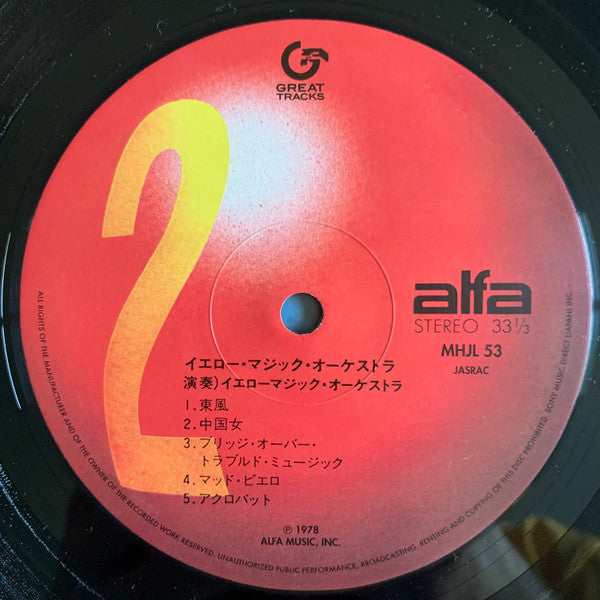 GREAT
TRACKS
2
alfa
STEREO 33 1/3
MHJL 53
JASRAC
イエロー・マジック・オーケストラ
演奏)イエローマジック・オーケストラ
1.東風
2.中国女
3.ブリッジ・オーバー・
トラブルド・ミュージック
4.マッド・ピエロ
5.アクロバット
Ⓟ 1978
ALFA MUSIC, INC.
ALL RIGHTS OF THE MANUFACTURER AND OF THE OWNER OF THE RECORDED WORK RESERVED. UNAUTHORIZED PUBLIC PERFORMANCE, BROADCASTING, RENTING AND COPYING OF THIS DISC PROHIBITED. SONY MUSIC DIRECT (JAPAN) INC.